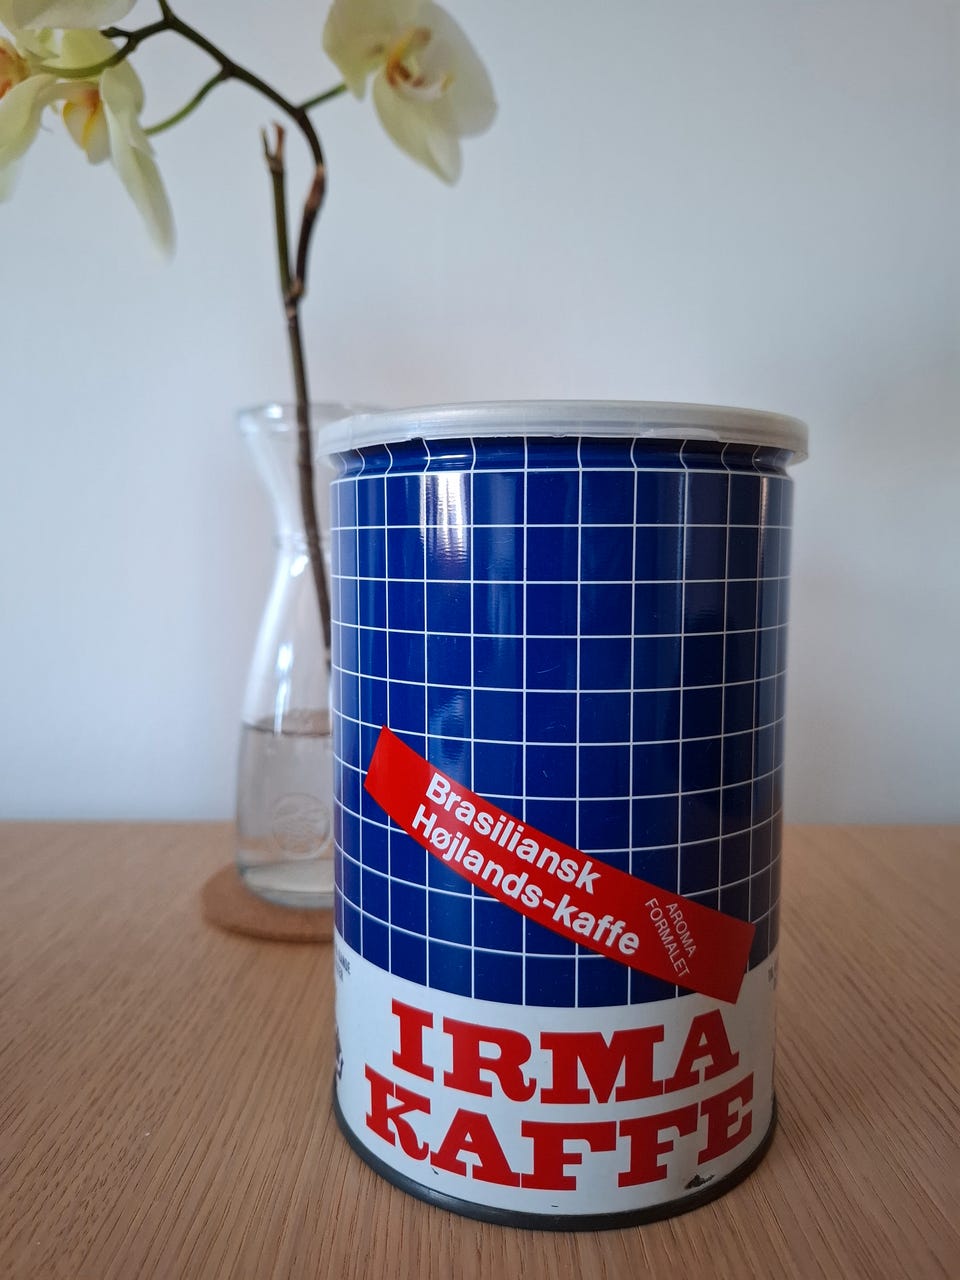 Brasiliansk
Højlands-kaffe
AROMA
FORMALET
IRMA
KAFFE